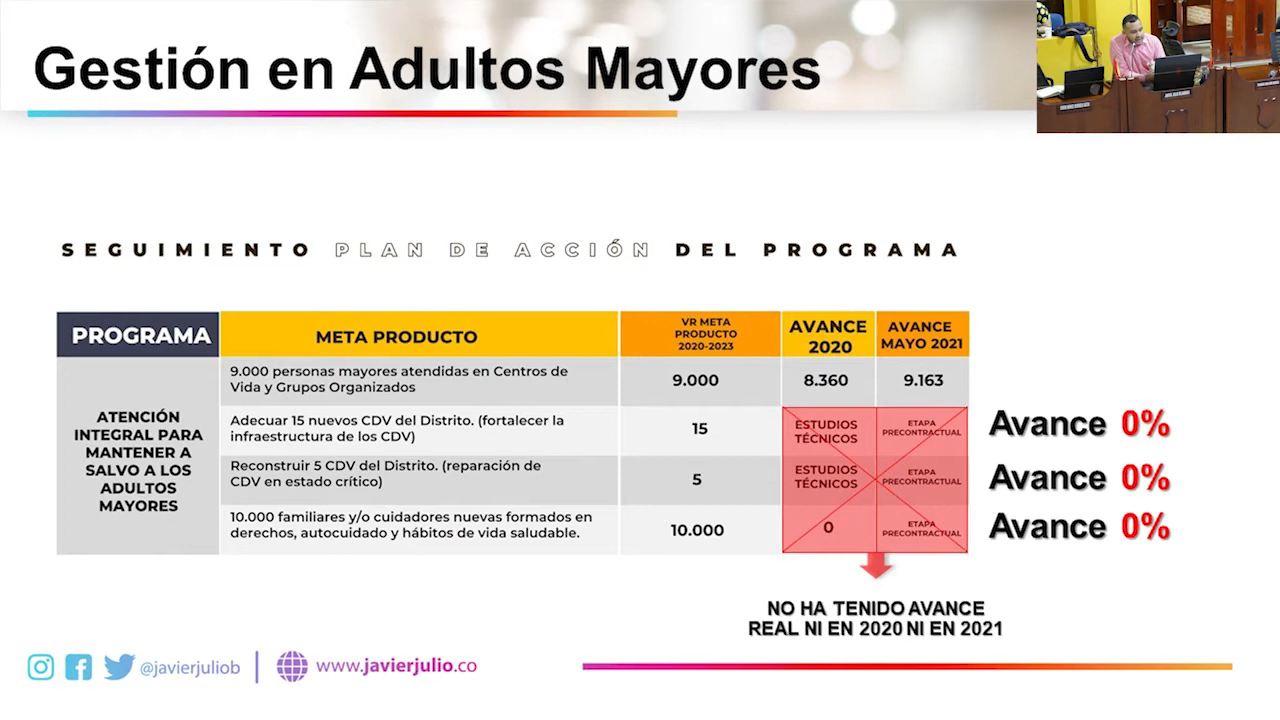 Gestión en Adultos Mayores
SEGUIMIENTO PLAN DE ACCIÓN DEL PROGRAMA
PROGRAMA
META PRODUCTO
VR META
PRODUCTO
2020-2023
AVANCE
2020
AVANCE
MAYO 2021
ATENCIÓN
INTEGRAL PARA
MANTENER A
SALVO A LOS
ADULTOS
MAYORES
9.000 personas mayores atendidas en Centros de
Vida y Grupos Organizados
9.000
8.360
9.163
Adecuar 15 nuevos CDV del Distrito. (fortalecer la
infraestructura de los CDV)
15
ESTUDIOS
TÉCNICOS
ETAPA
PRECONTRACTUAL
Avance 0%
Reconstruir 5 CDV del Distrito. (reparación de
CDV en estado crítico)
5
ESTUDIOS
TÉCNICOS
ETAPA
PRECONTRACTUAL
Avance 0%
10.000 familiares y/o cuidadores nuevas formados en
derechos, autocuidado y hábitos de vida saludable.
10.000
0
ETAPA
PRECONTRACTUAL
Avance 0%
NO HA TENIDO AVANCE
REAL NI EN 2020 NI EN 2021
@javierjuliob
www.javierjulio.co